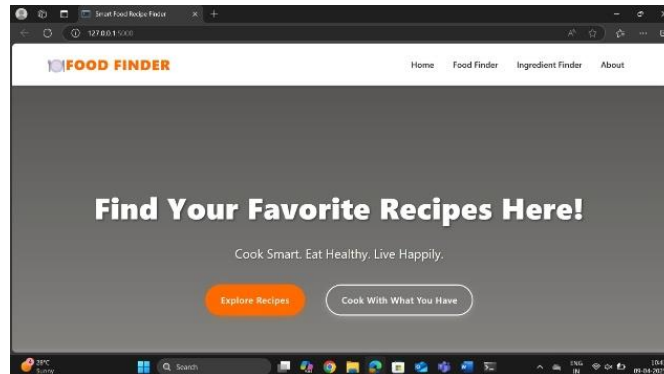 Smart Food Recipe Finder
127.0.0.1:5000
FOOD FINDER
Home Food Finder Ingredient Finder About
Find Your Favorite Recipes Here!
Cook Smart. Eat Healthy. Live Happily.
Explore Recipes Cook With What You Have
Sunny
Search
ENG
IN